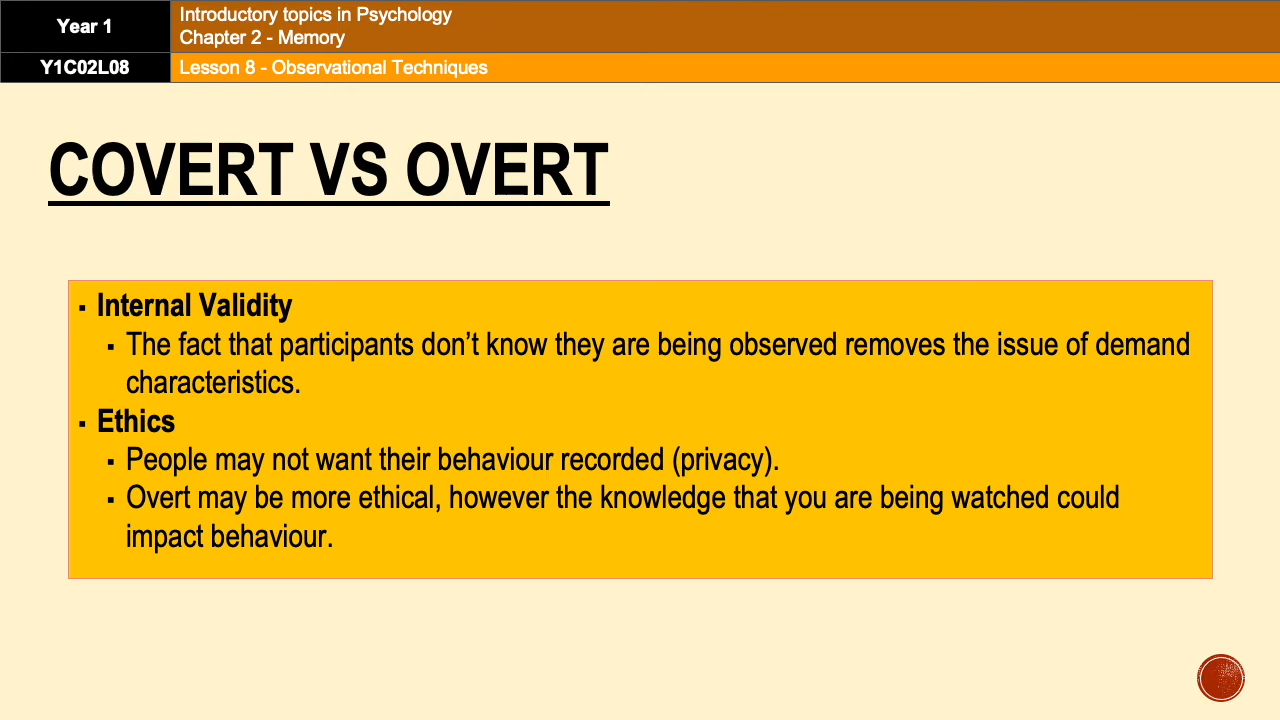 Year 1
Introductory topics in Psychology
Chapter 2 - Memory
Y1C02L08
Lesson 8 - Observational Techniques
COVERT VS OVERT
▪ Internal Validity
▪ The fact that participants don’t know they are being observed removes the issue of demand
characteristics.
▪ Ethics
▪ People may not want their behaviour recorded (privacy).
▪ Overt may be more ethical, however the knowledge that you are being watched could
impact behaviour.